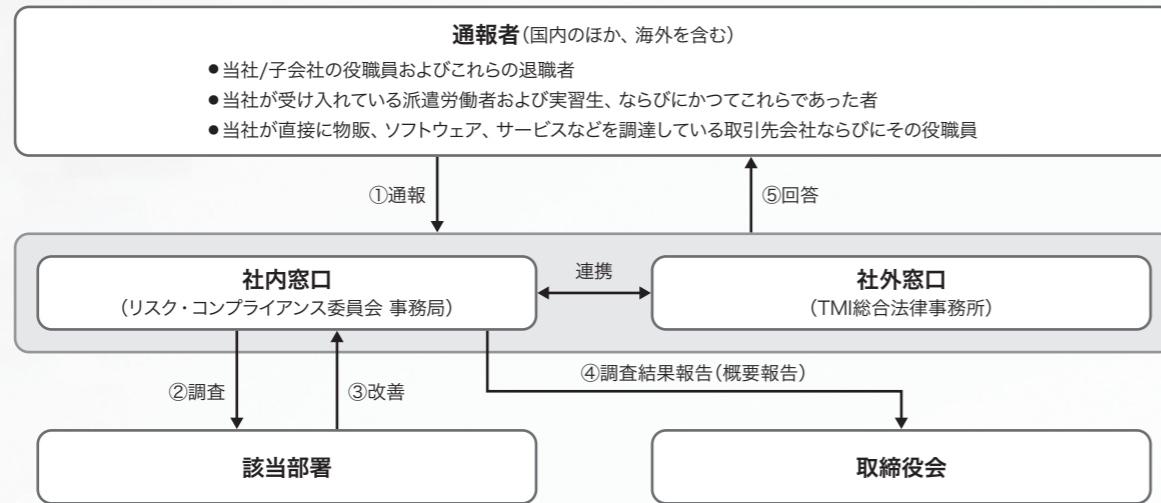 通報者(国内のほか、海外を含む)
●当社/子会社の役職員およびこれらの退職者
●当社が受け入れている派遣労働者および実習生、ならびにかつてこれらであった者
●当社が直接に物販、ソフトウェア、サービスなどを調達している取引先会社ならびにその役職員
①通報
⑤回答
社内窓口
(リスク・コンプライアンス委員会 事務局)
連携
社外窓口
(TMI総合法律事務所)
②調査
③改善
④調査結果報告(概要報告)
該当部署
取締役会